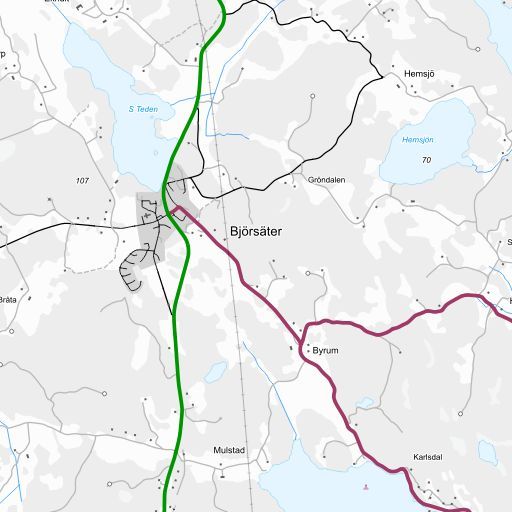 Hemsjö
S Teden
Hemsjön
70
107
Gröndalen
Björsäter
Byrum
Mulstad
Karlsdal